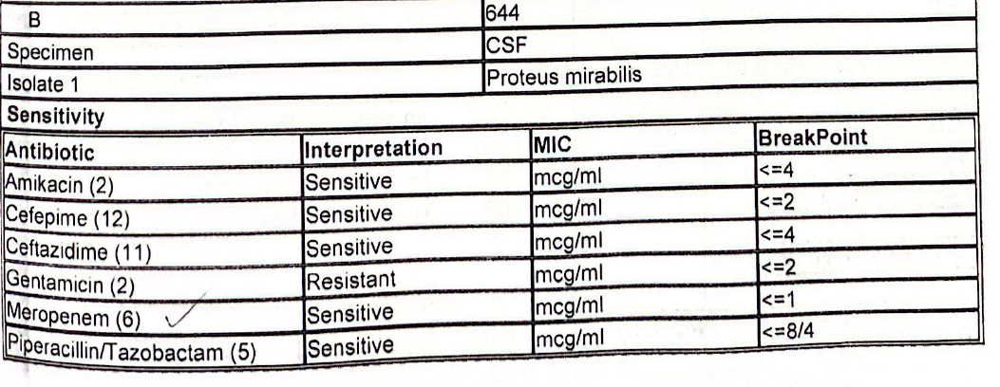 B 644
Specimen CSF
Isolate 1 Proteus mirabilis
Sensitivity
Antibiotic Interpretation MIC BreakPoint
Amikacin (2) Sensitive mcg/ml <=4
Cefepime (12) Sensitive mcg/ml <=2
Ceftazidime (11) Sensitive mcg/ml <=4
Gentamicin (2) Resistant mcg/ml <=2
Meropenem (6) Sensitive mcg/ml <=1
Piperacillin/Tazobactam (5) Sensitive mcg/ml <=8/4